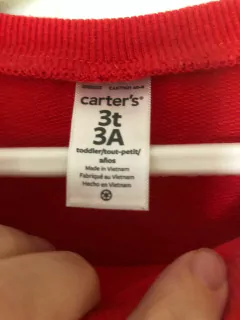 carter's®
3t
3A
toddler/tout-petit/
años
Made in Vietnam
Fabriqué au Vietnam
Hecho en Vietnam